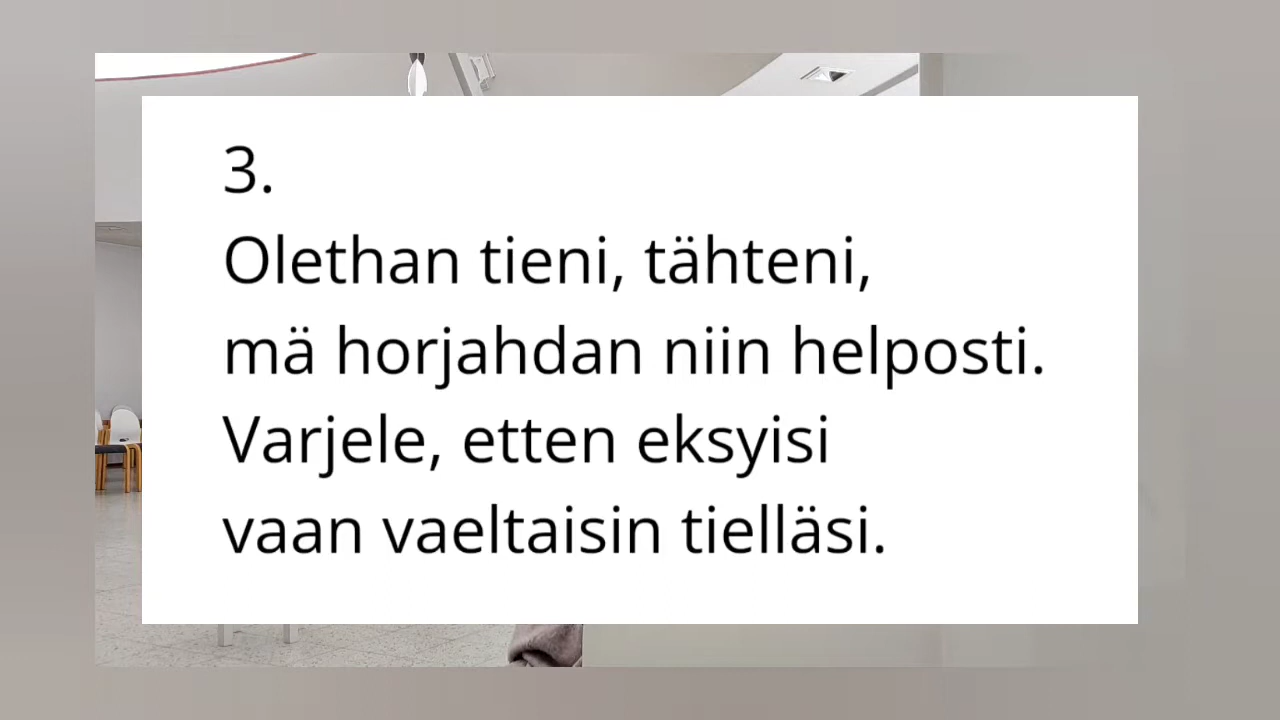 3.
Olethan tieni, tähteni,
mä horjahdan niin helposti.
Varjele, etten eksyisi
vaan vaeltaisin tielläsi.